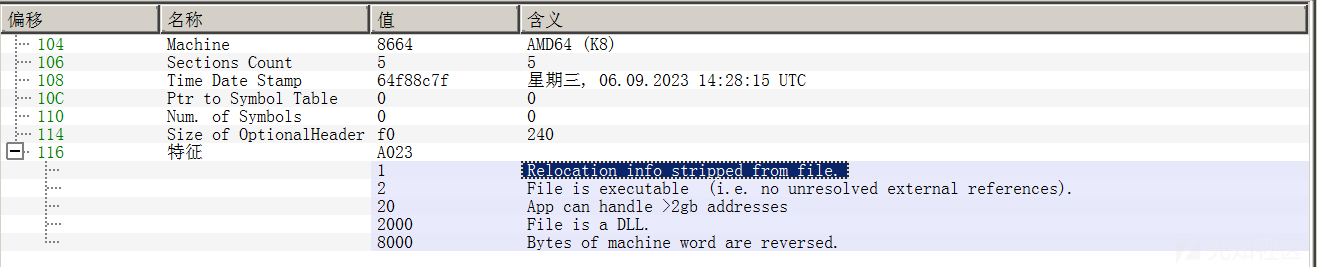 偏移 名称 值 含义
104 Machine 8664 AMD64 (K8)
106 Sections Count 5 5
108 Time Date Stamp 64f88c7f 星期三, 06.09.2023 14:28:15 UTC
10C Ptr to Symbol Table 0 0
110 Num. of Symbols 0 0
114 Size of OptionalHeader f0 240
116 特征 A023
1 Relocation info stripped from file.
2 File is executable (i.e. no unresolved external references).
20 App can handle >2gb addresses
2000 File is a DLL.
8000 Bytes of machine word are reversed.
先知社区